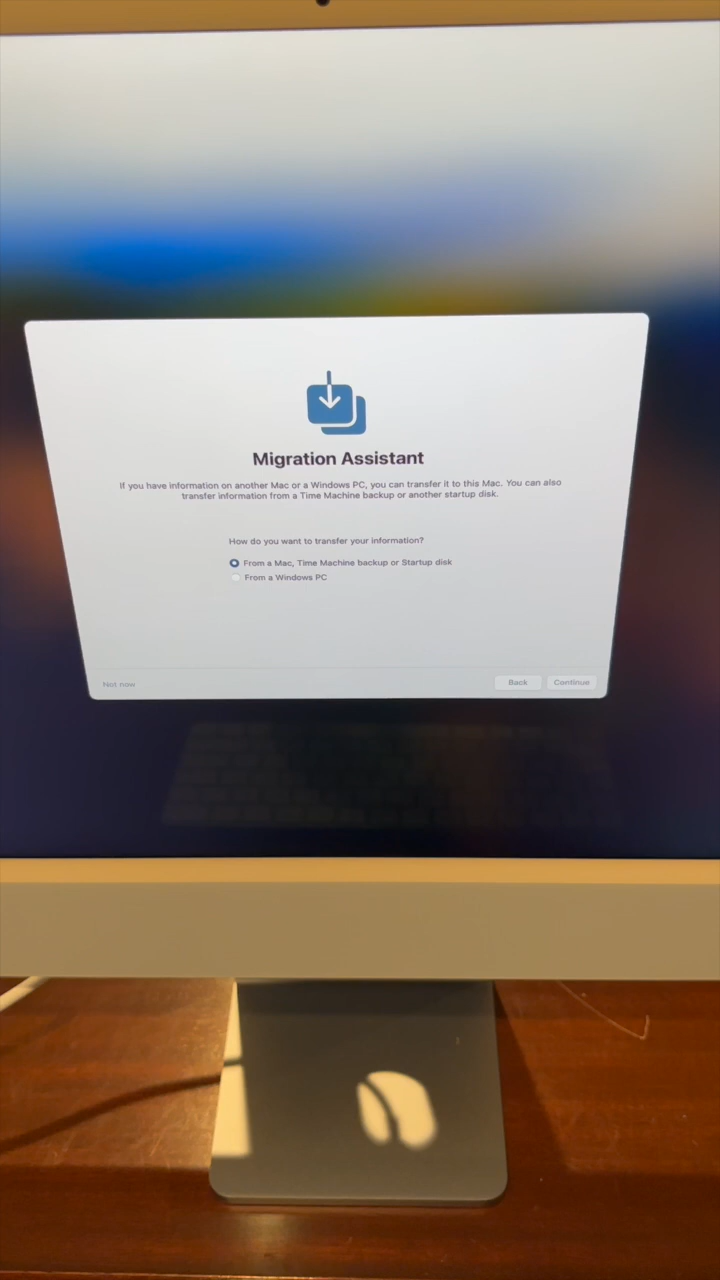 Migration Assistant
If you have information on another Mac or a Windows PC, you can transfer it to this Mac. You can also
transfer information from a Time Machine backup or another startup disk.
How do you want to transfer your information?
From a Mac, Time Machine backup or Startup disk
From a Windows PC
Not now
Back
Continue